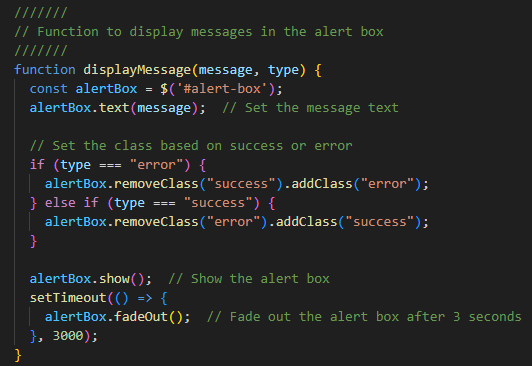 ///////
// Function to display messages in the alert box
///////
function displayMessage(message, type) {
  const alertBox = $('#alert-box');
  alertBox.text(message);  // Set the message text

  // Set the class based on success or error
  if (type === "error") {
    alertBox.removeClass("success").addClass("error");
  } else if (type === "success") {
    alertBox.removeClass("error").addClass("success");
  }

  alertBox.show();  // Show the alert box
  setTimeout(() => {
    alertBox.fadeOut();  // Fade out the alert box after 3 seconds
  }, 3000);
}